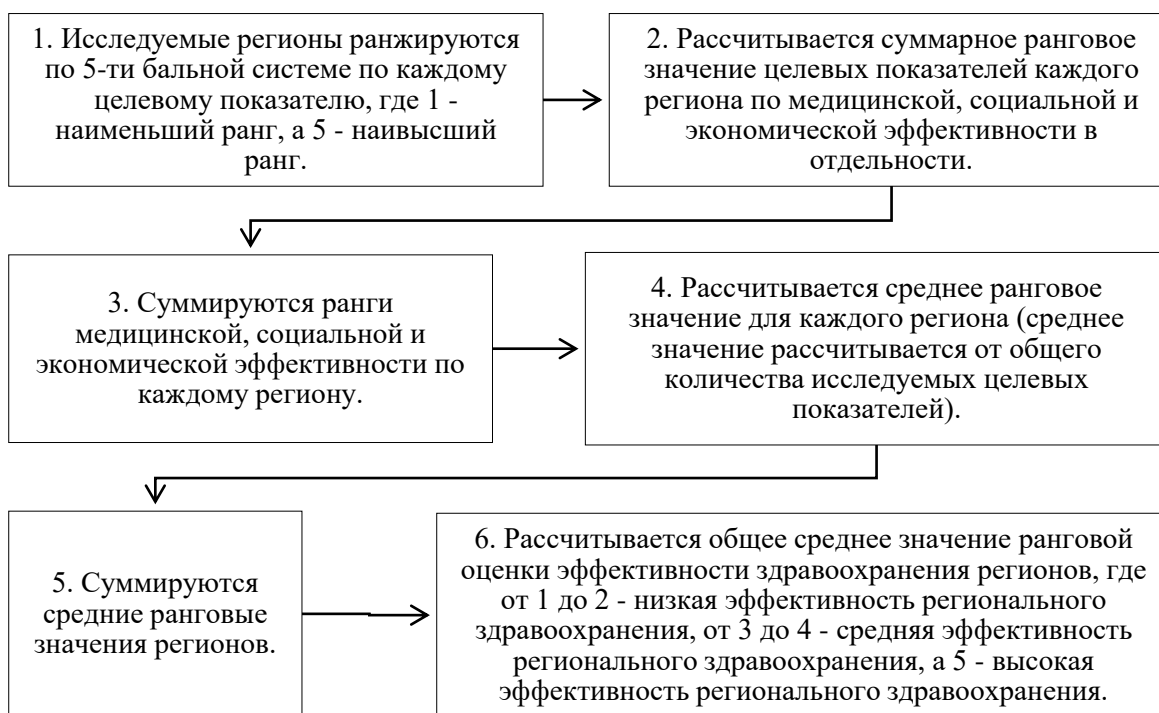 1. Исследуемые регионы ранжируются
по 5-ти бальной системе по каждому
целевому показателю, где 1 -
наименьший ранг, а 5 - наивысший
ранг.
2. Рассчитывается суммарное ранговое
значение целевых показателей каждого
региона по медицинской, социальной и
экономической эффективности в
отдельности.
3. Суммируются ранги
медицинской, социальной и
экономической эффективности по
каждому региону.
4. Рассчитывается среднее ранговое
значение для каждого региона (среднее
значение рассчитывается от общего
количества исследуемых целевых
показателей).
5. Суммируются
средние ранговые
значения регионов.
6. Рассчитывается общее среднее значение ранговой
оценки эффективности здравоохранения регионов, где
от 1 до 2 - низкая эффективность регионального
здравоохранения, от 3 до 4 - средняя эффективность
регионального здравоохранения, а 5 - высокая
эффективность регионального здравоохранения.